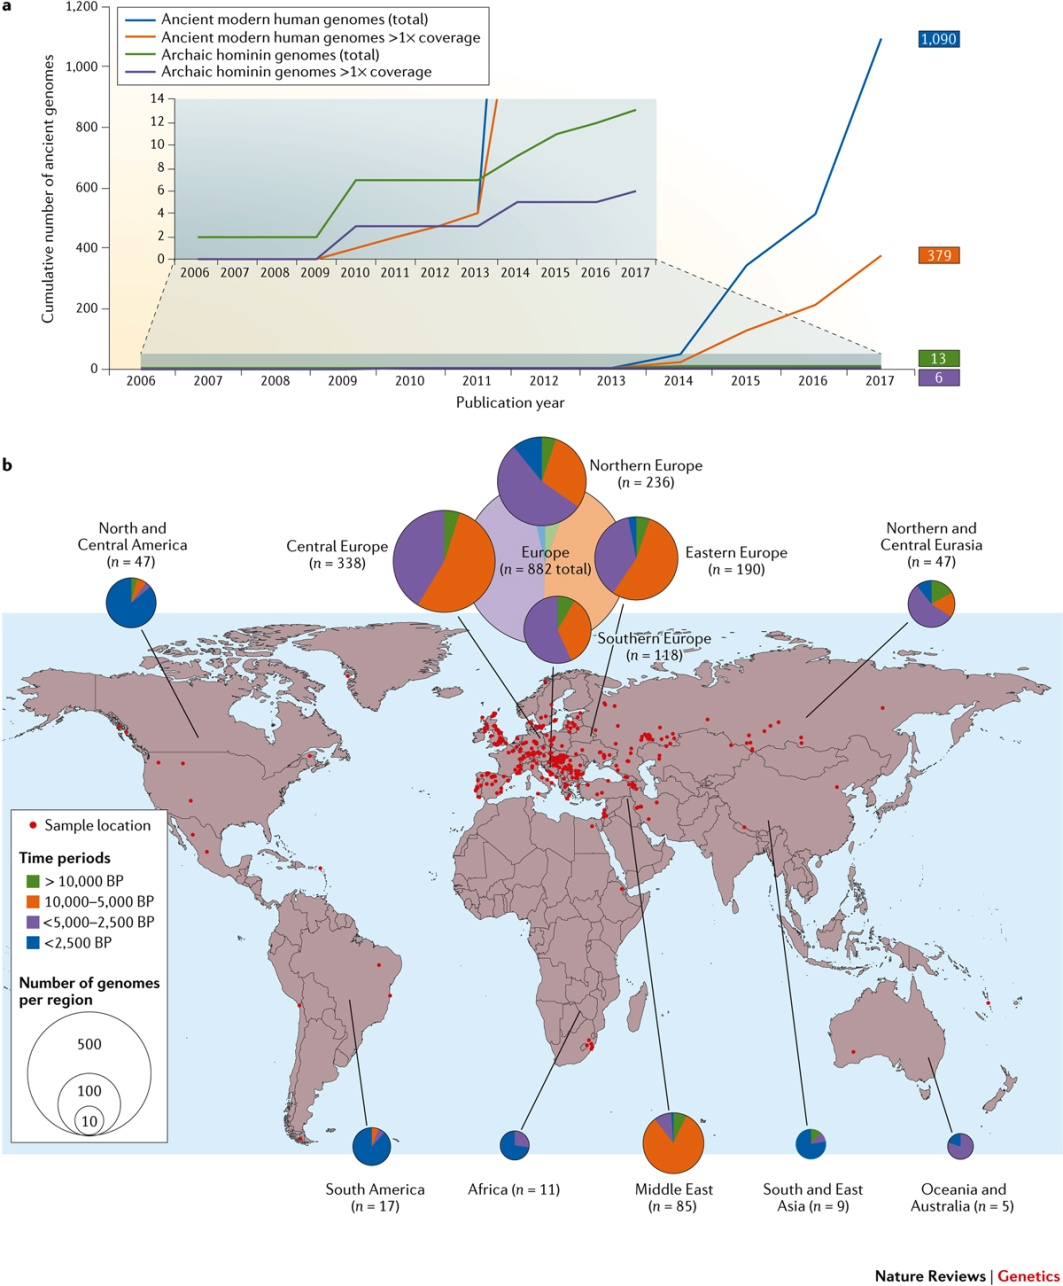 a
Cumulative number of ancient genomes
1,200
1,000
800
600
400
200
0
Ancient modern human genomes (total)
Ancient modern human genomes >1× coverage
Archaic hominin genomes (total)
Archaic hominin genomes >1× coverage
14
12
10
8
6
4
2
0
2006 2007 2008 2009 2010 2011 2012 2013 2014 2015 2016 2017
1,090
379
13
6
2006 2007 2008 2009 2010 2011 2012 2013 2014 2015 2016 2017
Publication year
b
Northern Europe
(n = 236)
North and
Central America
(n = 47)
Central Europe
(n = 338)
Europe
(n = 882 total)
Eastern Europe
(n = 190)
Northern and
Central Eurasia
(n = 47)
Southern Europe
(n = 118)
Sample location
Time periods
> 10,000 BP
10,000–5,000 BP
<5,000–2,500 BP
<2,500 BP
Number of genomes
per region
500
100
10
South America
(n = 17)
Africa (n = 11)
Middle East
(n = 85)
South and East
Asia (n = 9)
Oceania and
Australia (n = 5)
Nature Reviews | Genetics